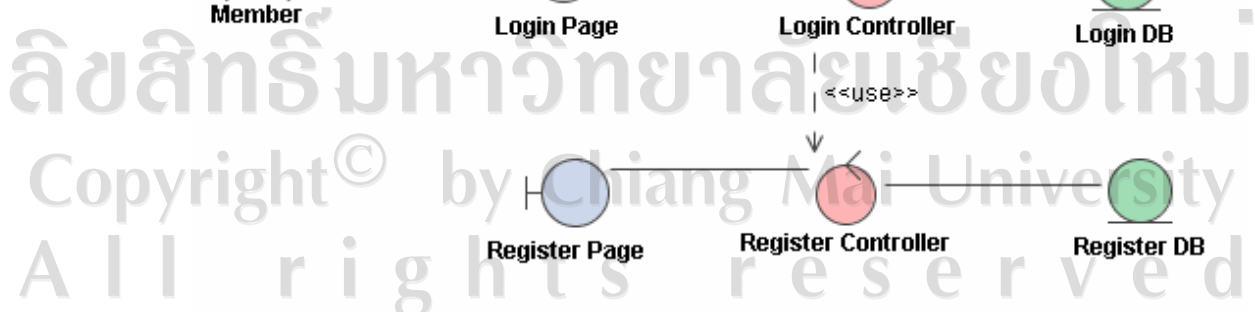 Member
Login Page
Login Controller
Login DB
ลิขสิทธิ์มหาวิทยาลัยเชียงใหม่
<<use>>
Copyright© by Chiang Mai University
Register Page
Register Controller
Register DB
All rights reserved